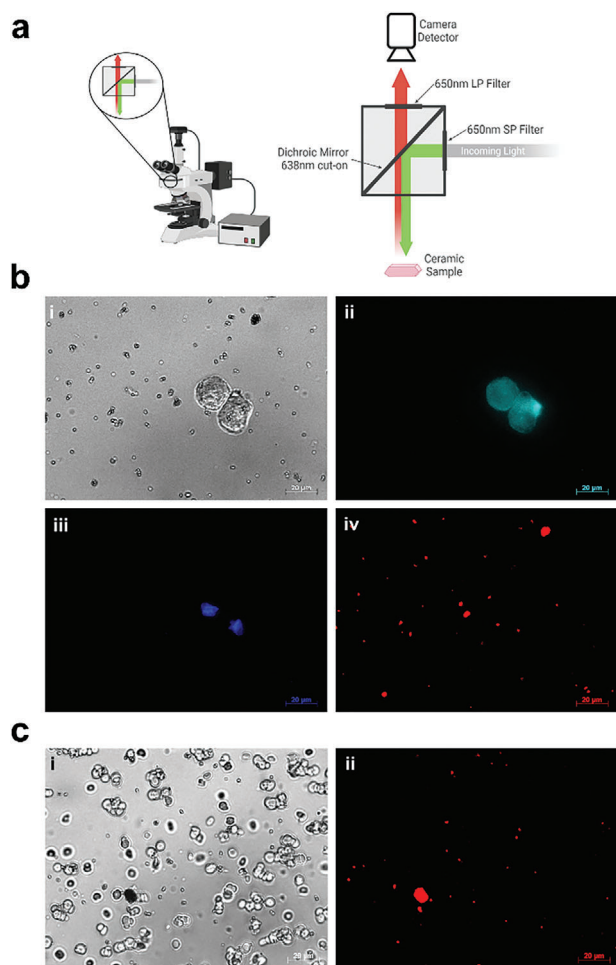 a
Camera
Detector
650nm LP Filter
650nm SP Filter
Dichroic Mirror
638nm cut-on
Incoming Light
Ceramic
Sample
b
i
20 µm
ii
20 µm
iii
20 µm
iv
20 µm
c
i
20 µm
ii
20 µm